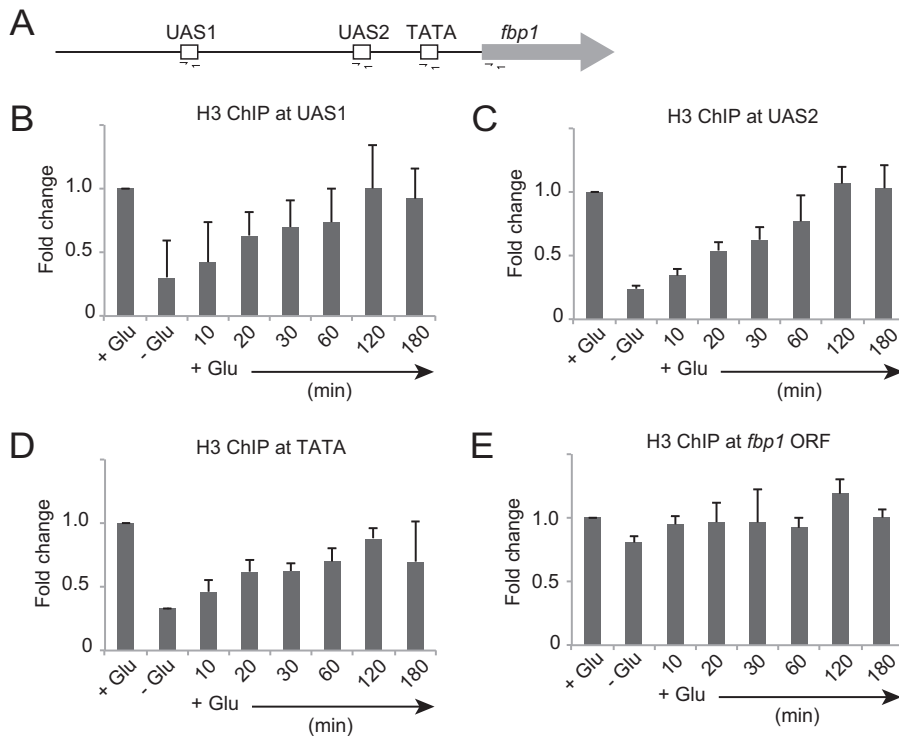 A
UAS1 UAS2 TATA fbp1
B
H3 ChIP at UAS1
Fold change
1.0
0.5
0
+ Glu - Glu 10 20 30 60 120 180
+ Glu
(min)
C
H3 ChIP at UAS2
Fold change
1.0
0.5
0
+ Glu - Glu 10 20 30 60 120 180
+ Glu
(min)
D
H3 ChIP at TATA
Fold change
1.0
0.5
0
+ Glu - Glu 10 20 30 60 120 180
+ Glu
(min)
E
H3 ChIP at fbp1 ORF
Fold change
1.0
0.5
0
+ Glu - Glu 10 20 30 60 120 180
+ Glu
(min)